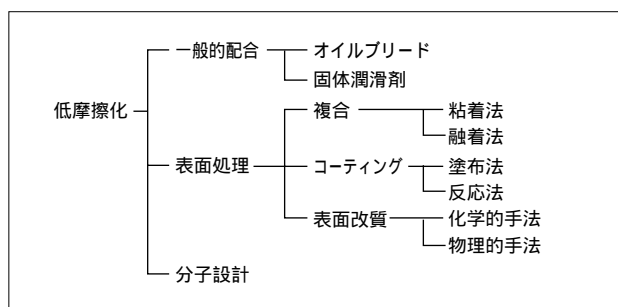 一般的配合 オイルブリード
固体潤滑剤
低摩擦化 複合 粘着法
融着法
表面処理 コーティング 塗布法
反応法
表面改質 化学的手法
物理的手法
分子設計